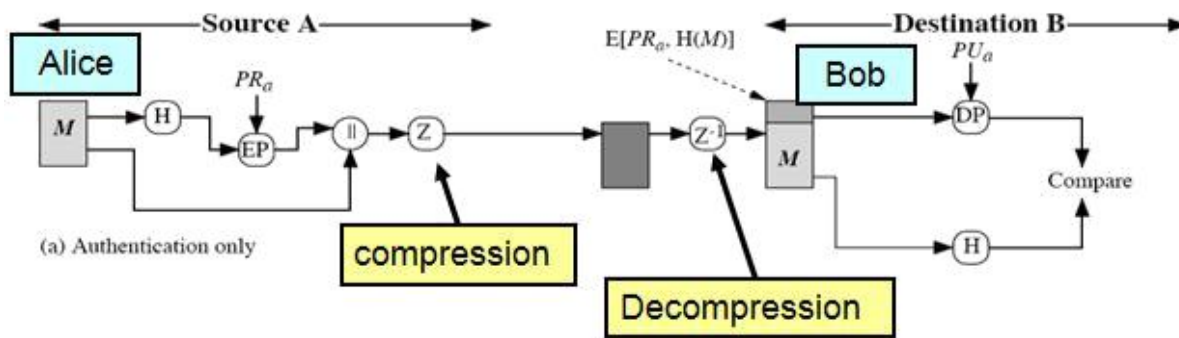 Source A
Destination B
Alice
E[PRa, H(M)]
Bob
PRa
PUa
M
H
EP
||
Z
Z-1
M
DP
Compare
H
(a) Authentication only
compression
Decompression